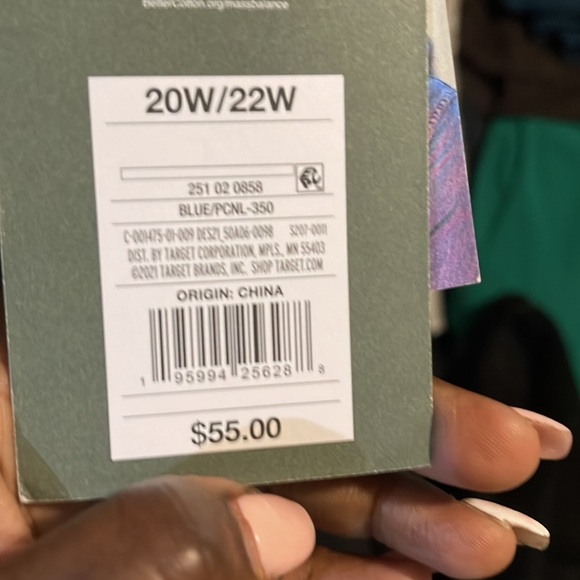 BetterCotton.org/massbalance
20W/22W
251 02 0858
BLUE/PCNL-350
C-001475-01-009 DES21_50A06-0098 S207-0011
DIST. BY TARGET CORPORATION, MPLS., MN 55403
©2021 TARGET BRANDS, INC. SHOP TARGET.COM
ORIGIN: CHINA
1 95994 25628 8
$55.00